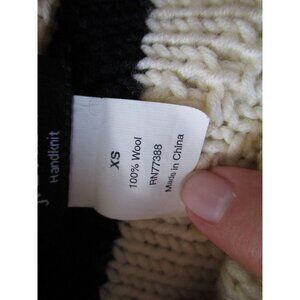 Handknit
XS
100% Wool
RN77388
Made in China